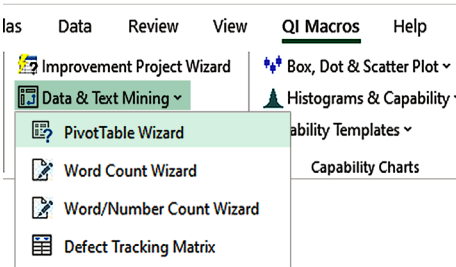 las Data Review View QI Macros Help
Improvement Project Wizard
Data & Text Mining
PivotTable Wizard
Word Count Wizard
Word/Number Count Wizard
Defect Tracking Matrix
Box, Dot & Scatter Plot
Histograms & Capability
ability Templates
Capability Charts